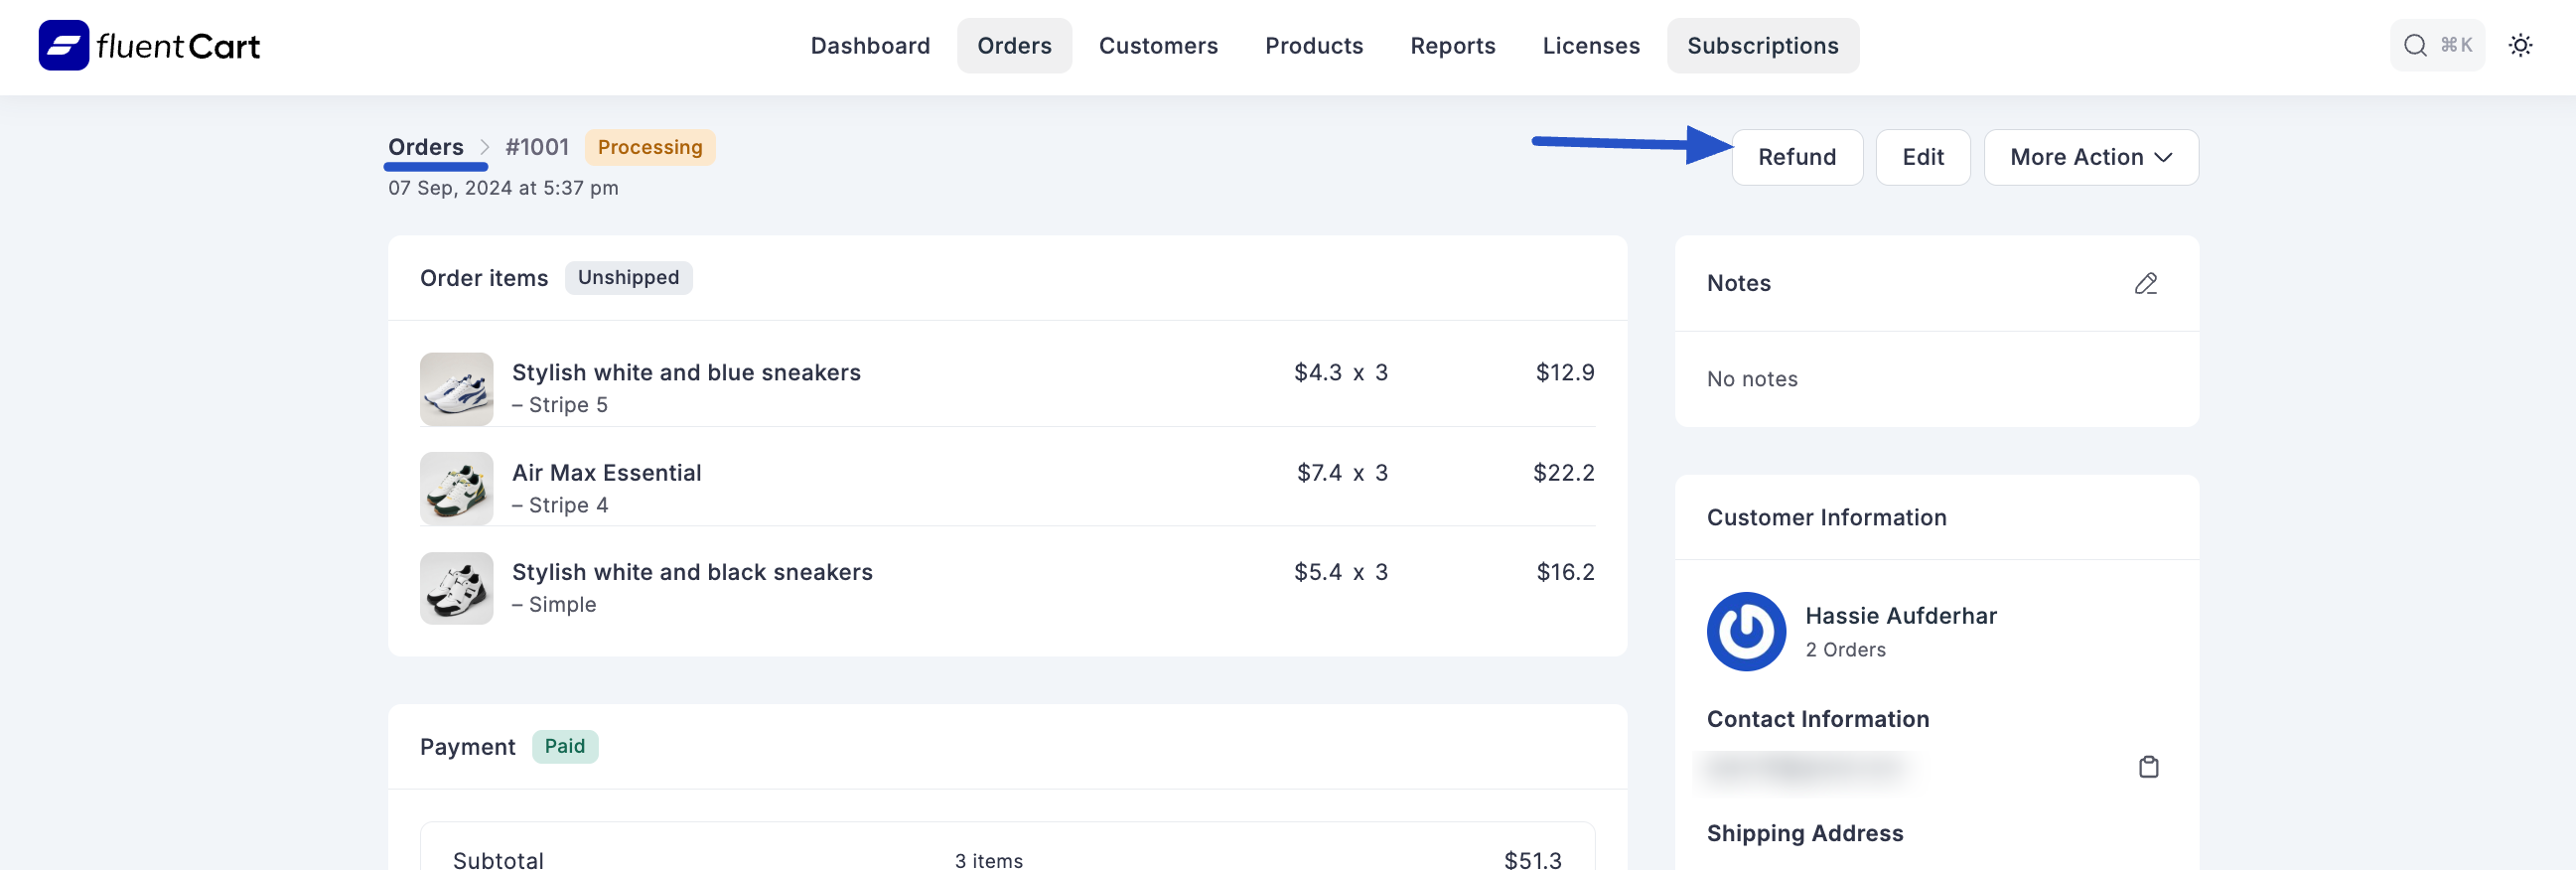 fluentCart
Dashboard Orders Customers Products Reports Licenses Subscriptions
⌘K
Orders > #1001 Processing
07 Sep, 2024 at 5:37 pm
Refund Edit More Action
Order items Unshipped
Stylish white and blue sneakers $4.3 x 3 $12.9
– Stripe 5
Air Max Essential $7.4 x 3 $22.2
– Stripe 4
Stylish white and black sneakers $5.4 x 3 $16.2
– Simple
Payment Paid
Subtotal 3 items $51.3
Notes
No notes
Customer Information
Hassie Aufderhar
2 Orders
Contact Information
Shipping Address